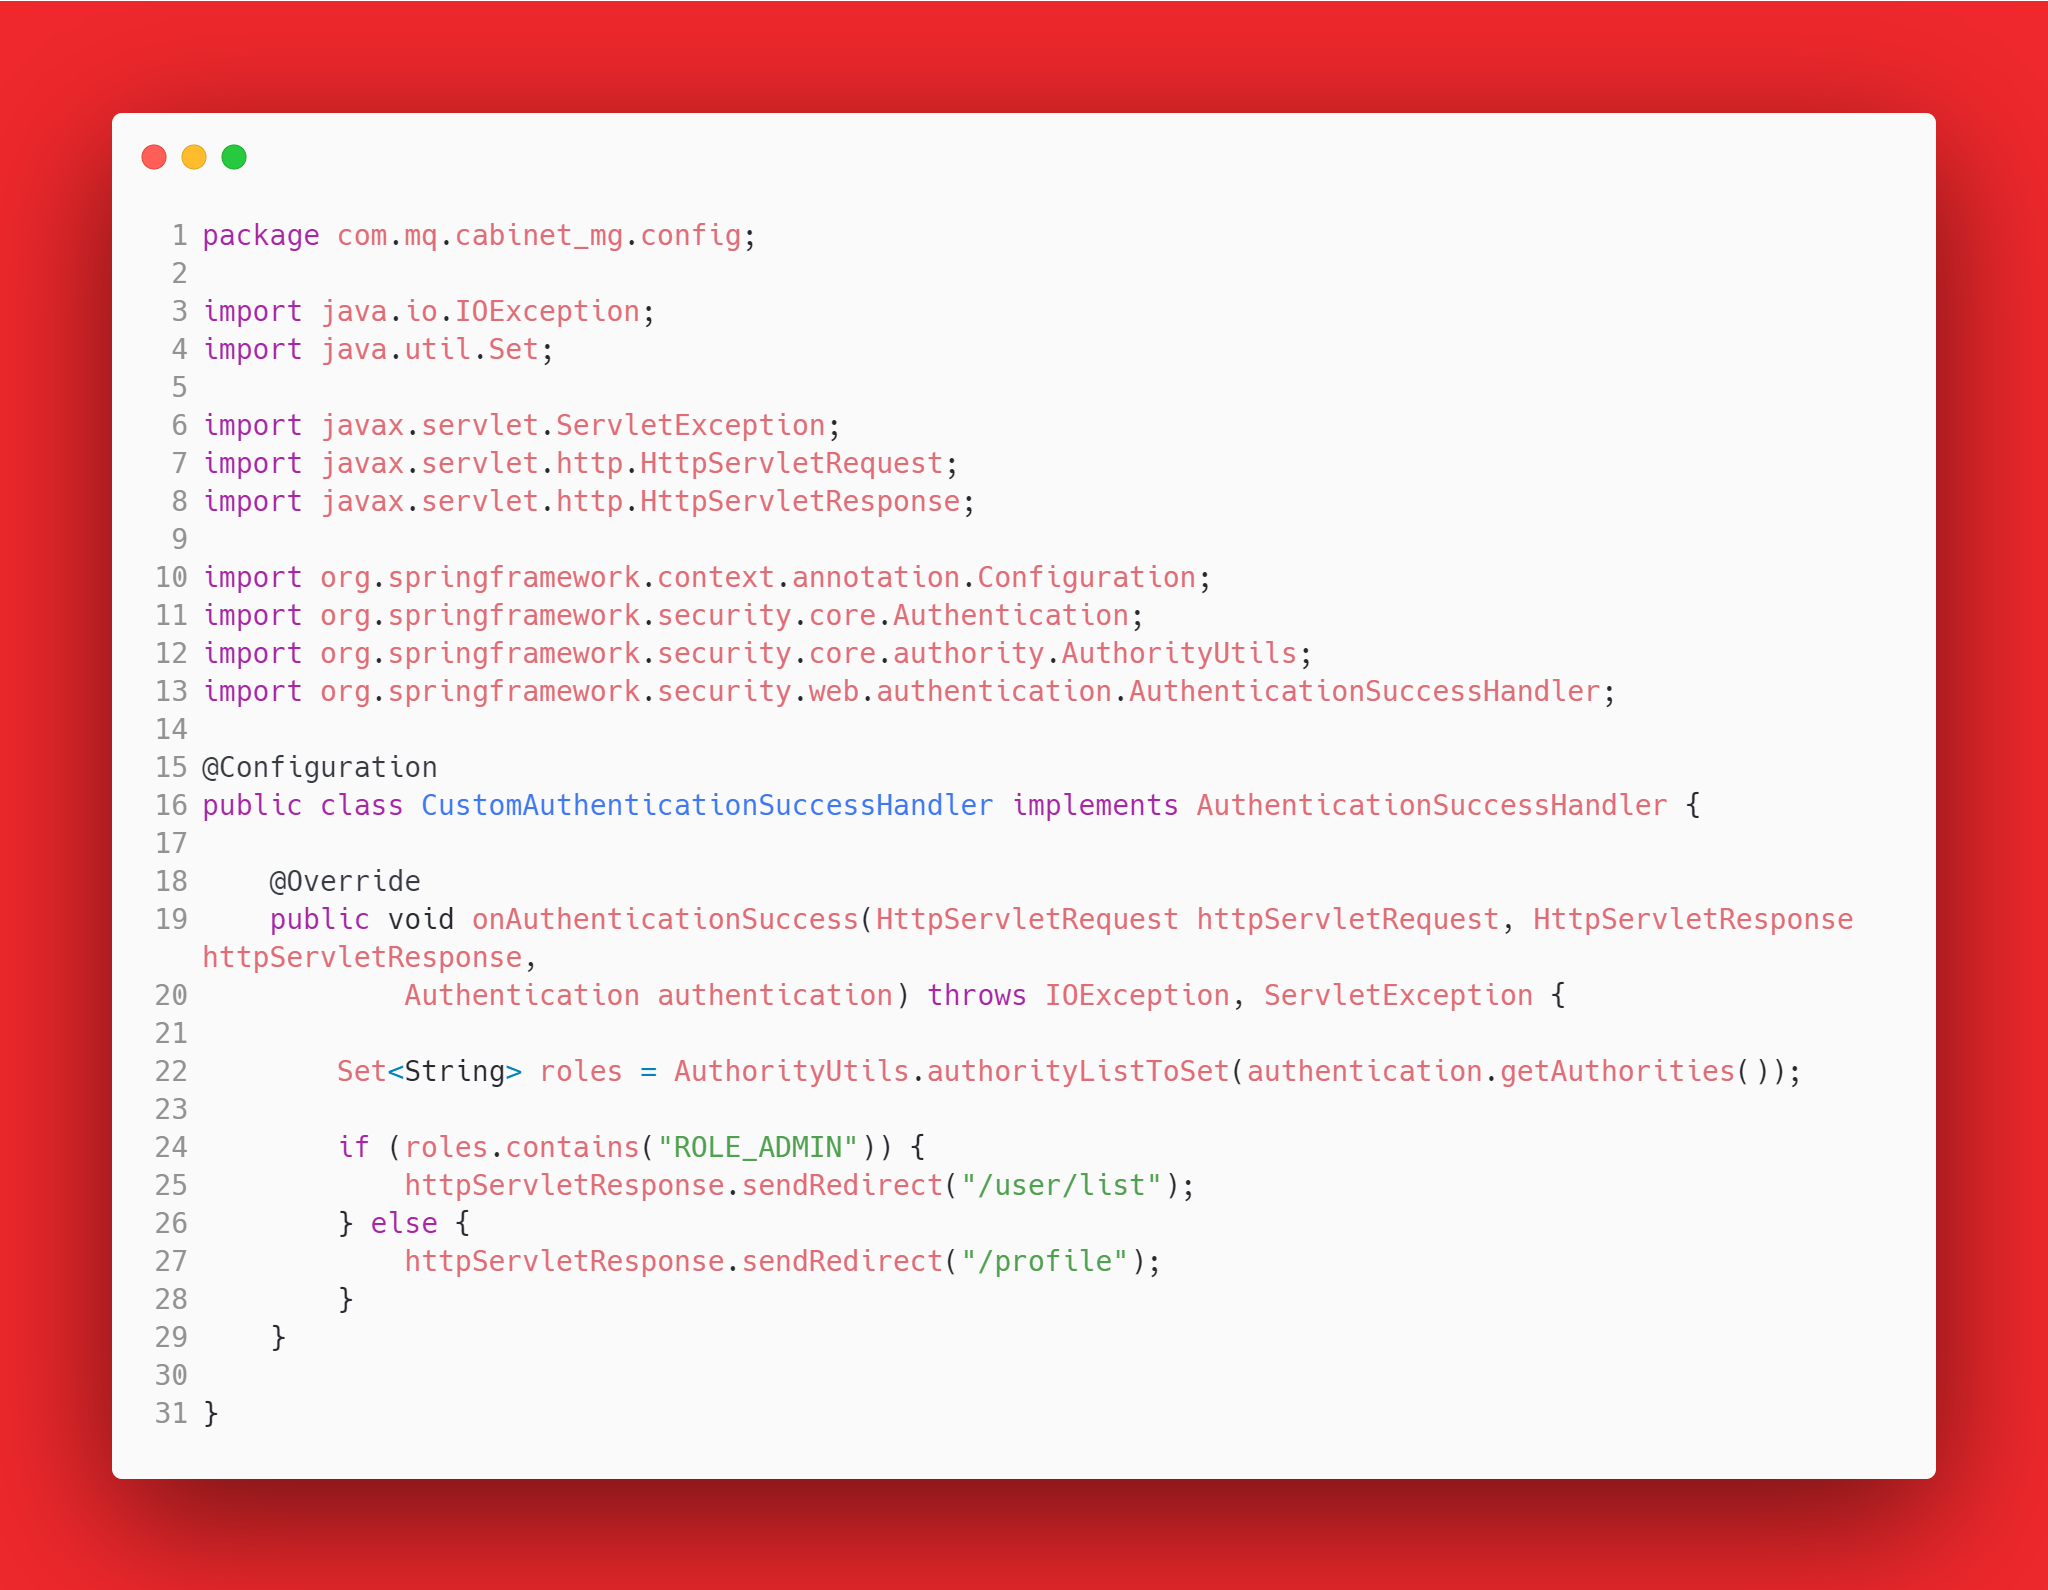 1 package com.mq.cabinet_mg.config;
2
3 import java.io.IOException;
4 import java.util.Set;
5
6 import javax.servlet.ServletException;
7 import javax.servlet.http.HttpServletRequest;
8 import javax.servlet.http.HttpServletResponse;
9
10 import org.springframework.context.annotation.Configuration;
11 import org.springframework.security.core.Authentication;
12 import org.springframework.security.core.authority.AuthorityUtils;
13 import org.springframework.security.web.authentication.AuthenticationSuccessHandler;
14
15 @Configuration
16 public class CustomAuthenticationSuccessHandler implements AuthenticationSuccessHandler {
17
18     @Override
19     public void onAuthenticationSuccess(HttpServletRequest httpServletRequest, HttpServletResponse
httpServletResponse,
20             Authentication authentication) throws IOException, ServletException {
21
22         Set<String> roles = AuthorityUtils.authorityListToSet(authentication.getAuthorities());
23
24         if (roles.contains("ROLE_ADMIN")) {
25             httpServletResponse.sendRedirect("/user/list");
26         } else {
27             httpServletResponse.sendRedirect("/profile");
28         }
29     }
30
31 }